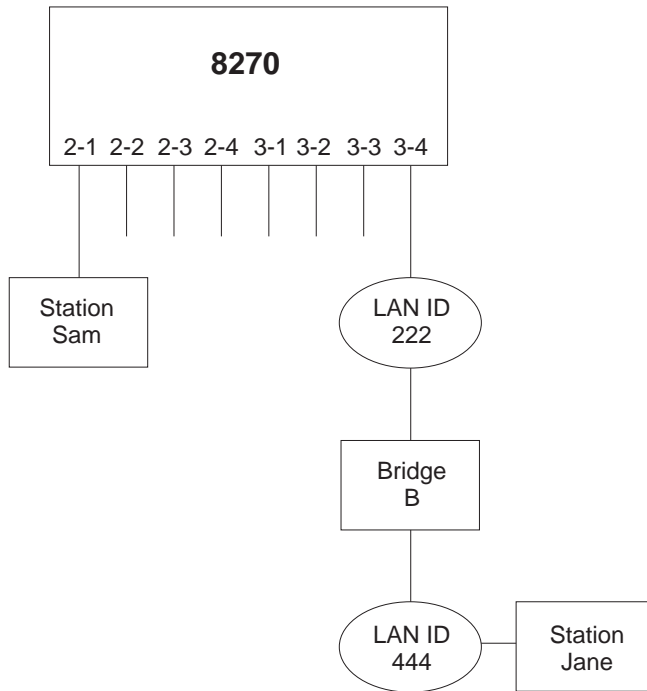 8270
2-1 2-2 2-3 2-4 3-1 3-2 3-3 3-4
Station
Sam
LAN ID
222
Bridge
B
LAN ID
444
Station
Jane